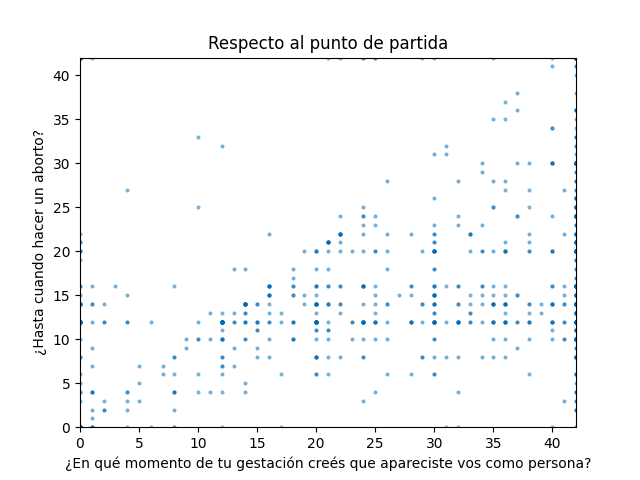 Respecto al punto de partida
¿Hasta cuando hacer un aborto?
40
35
30
25
20
15
10
5
0
0 5 10 15 20 25 30 35 40
¿En qué momento de tu gestación creés que apareciste vos como persona?